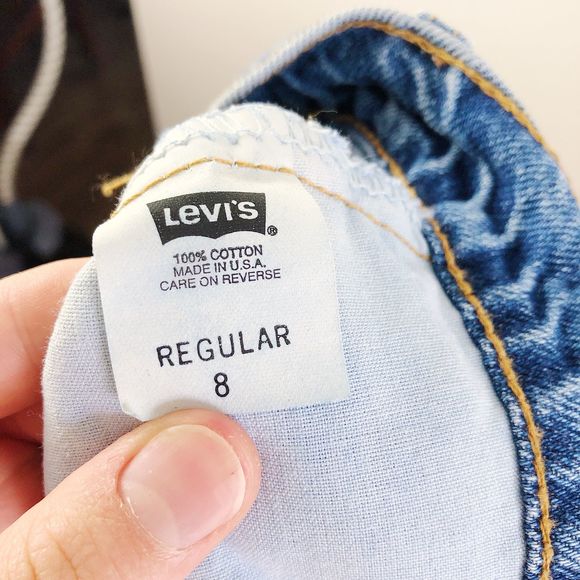 Levi's ®
100% COTTON
MADE IN U.S.A.
CARE ON REVERSE
REGULAR
8